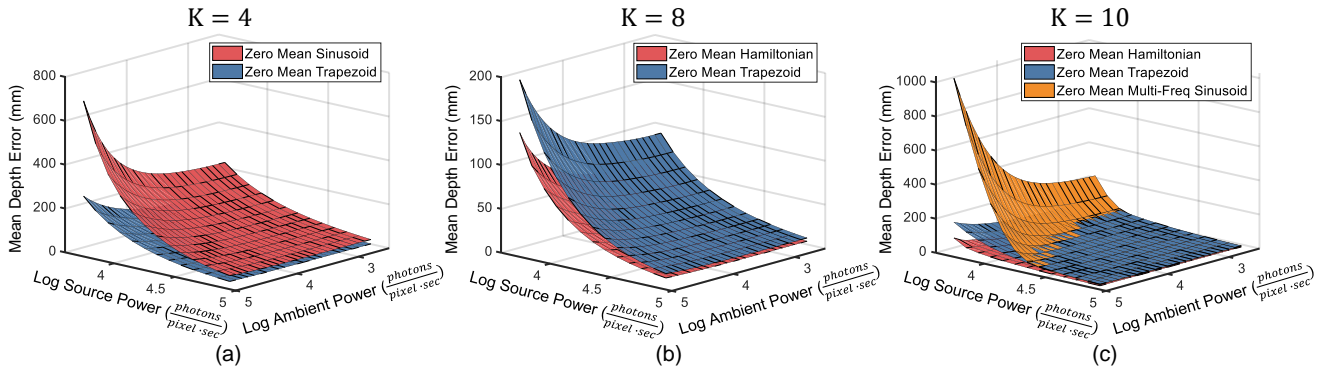 K = 4
Zero Mean Sinusoid
Zero Mean Trapezoid
Mean Depth Error (mm)
800
600
400
200
0
4
4.5
5
Log Source Power (photons/pixel·sec)
5
4
3
Log Ambient Power (photons/pixel·sec)
(a)
K = 8
Zero Mean Hamiltonian
Zero Mean Trapezoid
Mean Depth Error (mm)
200
150
100
50
0
4
4.5
5
Log Source Power (photons/pixel·sec)
5
4
3
Log Ambient Power (photons/pixel·sec)
(b)
K = 10
Zero Mean Hamiltonian
Zero Mean Trapezoid
Zero Mean Multi-Freq Sinusoid
Mean Depth Error (mm)
1000
800
600
400
200
0
4
4.5
5
Log Source Power (photons/pixel·sec)
5
4
3
Log Ambient Power (photons/pixel·sec)
(c)